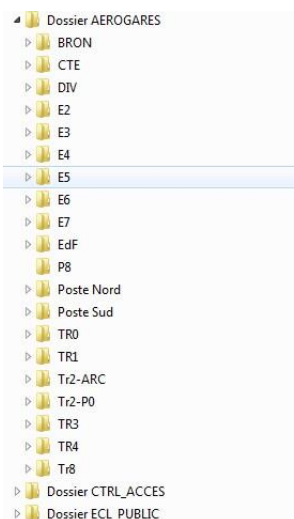 Dossier AEROGARES
BRON
CTE
DIV
E2
E3
E4
E5
E6
E7
EdF
P8
Poste Nord
Poste Sud
TR0
TR1
Tr2-ARC
Tr2-P0
TR3
TR4
Tr8
Dossier CTRL_ACCES
Dossier ECL_PUBLIC